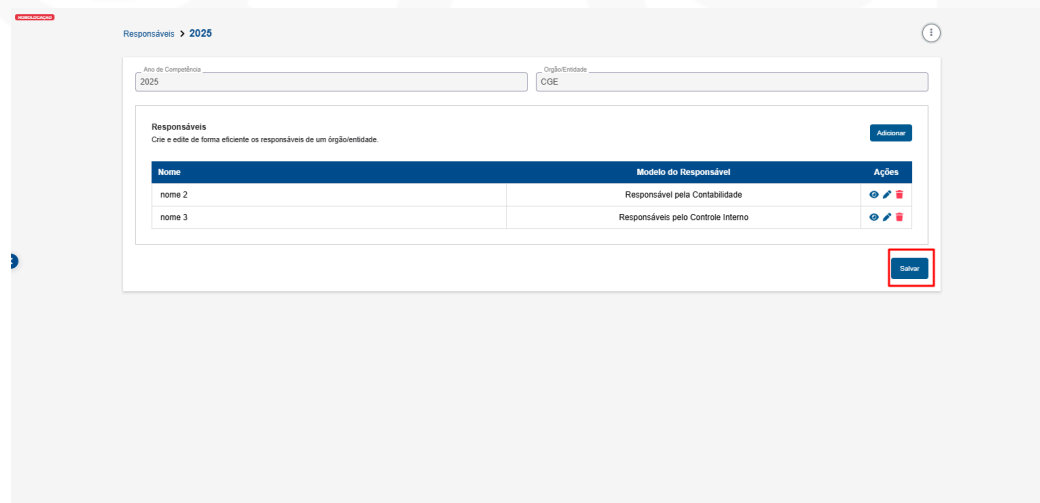 HOMOLOGAÇÃO
Responsáveis > 2025
Ano de Competência
2025
Orgão/Entidade
CGE
Responsáveis
Crie e edite de forma eficiente os responsáveis de um órgão/entidade.
Adicionar
Nome Modelo do Responsável Ações
nome 2 Responsável pela Contabilidade
nome 3 Responsáveis pelo Controle Interno
Salvar